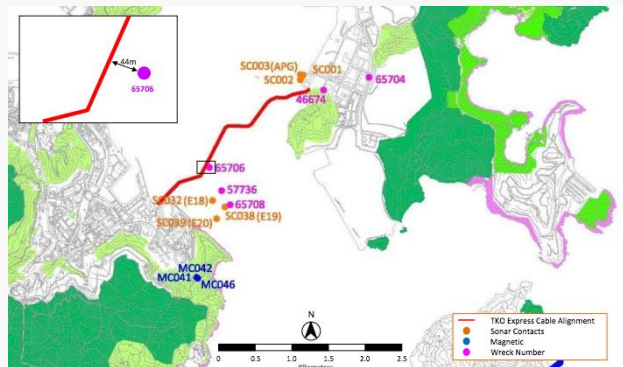 44m
65706
SC003(APG)
SC001
SC002
65704
46674
65706
57736
SC032(E18)
65708
SC038(E19)
SC039(E20)
MC042
MC041
MC046
N
0 0.5 1 1.5 2 2.5
Kilometres
TKO Express Cable Alignment
Sonar Contacts
Magnetic
Wreck Number